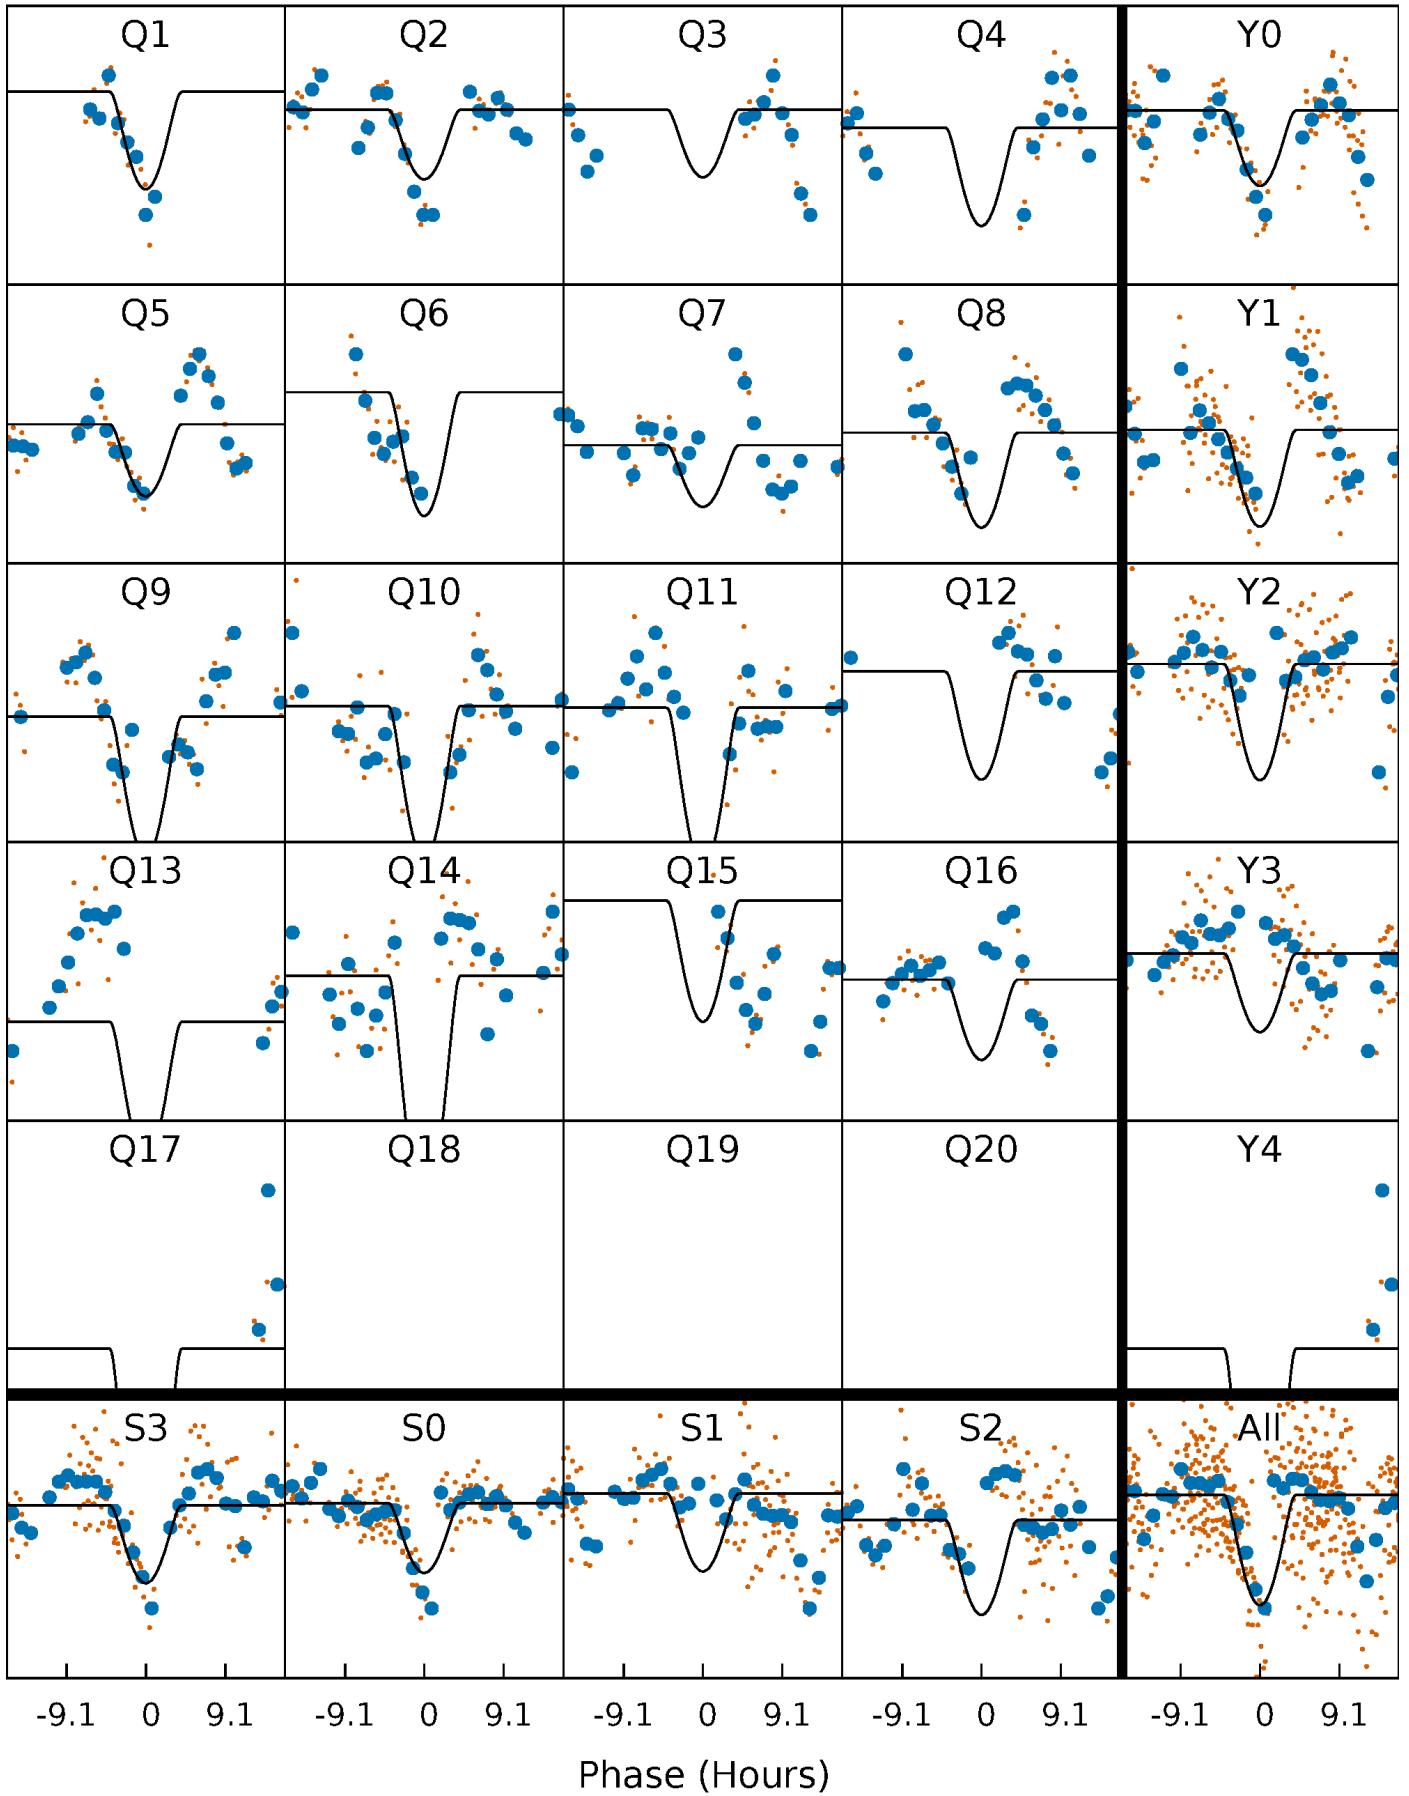 Q1 Q2 Q3 Q4 Y0
Q5 Q6 Q7 Q8 Y1
Q9 Q10 Q11 Q12 Y2
Q13 Q14 Q15 Q16 Y3
Q17 Q18 Q19 Q20 Y4
S3 S0 S1 S2 All
-9.1 0 9.1 -9.1 0 9.1 -9.1 0 9.1 -9.1 0 9.1 -9.1 0 9.1
Phase (Hours)